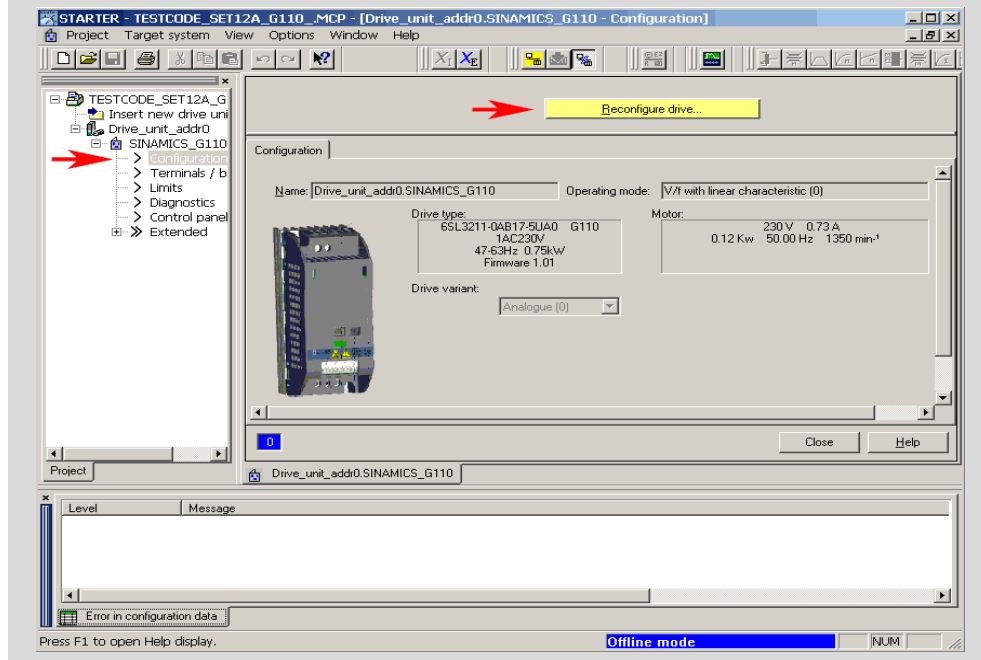 STARTER - TESTCODE_SET12A_G110_.MCP - [Drive_unit_addr0.SINAMICS_G110 - Configuration]
Project Target system View Options Window Help
TESTCODE_SET12A_G
Insert new drive uni
Drive_unit_addr0
SINAMICS_G110
Configuration
Terminals / b
Limits
Diagnostics
Control panel
Extended
Project
Reconfigure drive...
Configuration
Name: Drive_unit_addr0.SINAMICS_G110 Operating mode: V/f with linear characteristic (0)
Drive type:
6SL3211-0AB17-5UA0 G110
1AC230V
47-63Hz 0.75kW
Firmware 1.01
Motor:
230 V 0.73 A
0.12 Kw 50.00 Hz 1350 min-¹
Drive variant:
Analogue (0)
0
Close Help
Drive_unit_addr0.SINAMICS_G110
Level Message
Error in configuration data
Press F1 to open Help display. Offline mode NUM